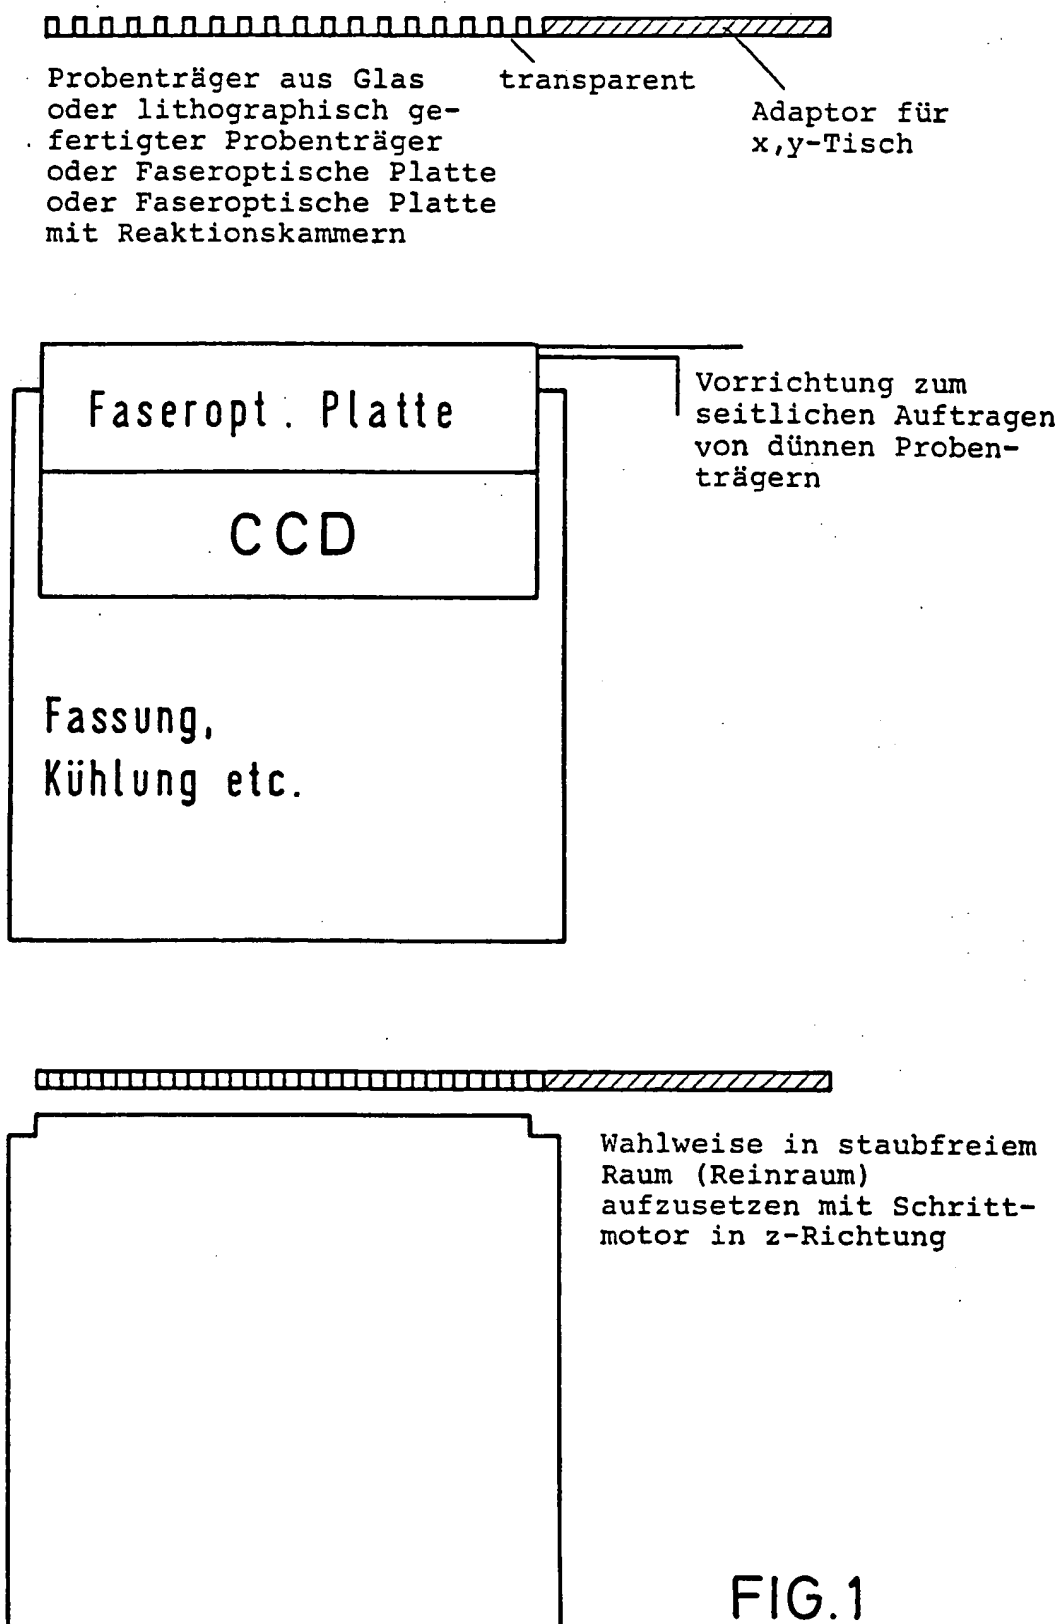 Probenträger aus Glas
oder lithographisch ge-
fertigter Probenträger
oder Faseroptische Platte
oder Faseroptische Platte
mit Reaktionskammern
transparent
Adaptor für
x,y-Tisch
Faseropt. Platte
CCD
Fassung,
Kühlung etc.
Vorrichtung zum
seitlichen Auftragen
von dünnen Proben-
trägern
Wahlweise in staubfreiem
Raum (Reinraum)
aufzusetzen mit Schritt-
motor in z-Richtung
FIG.1